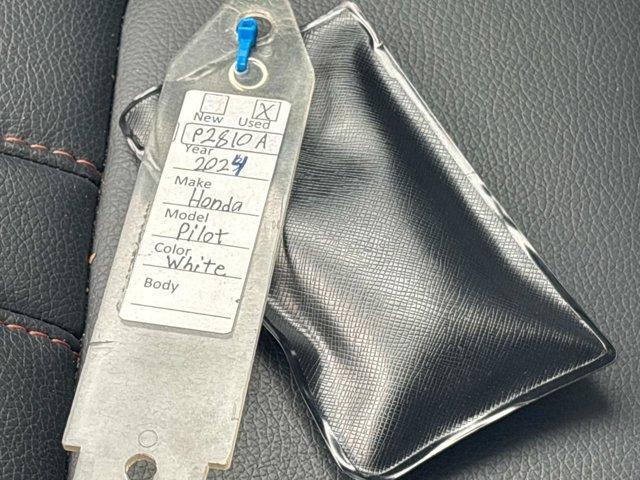 New Used X
P2810A
Year
2024
Make
Honda
Model
Pilot
Color
White
Body